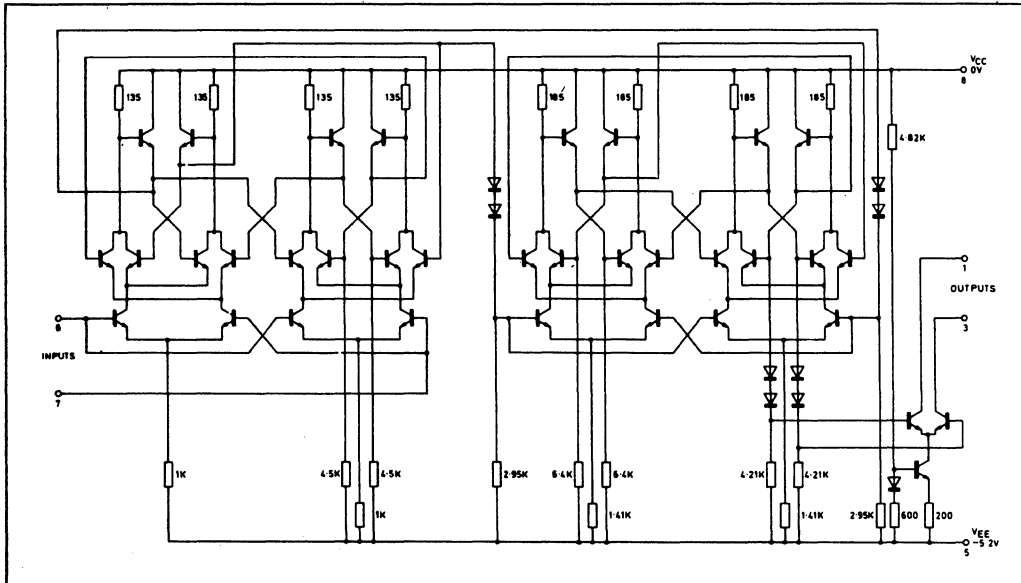 VCC
0V
8
135
135
135
135
185
185
185
185
4·82K
1
OUTPUTS
3
6
INPUTS
7
1K
4·5K
4·5K
1K
2·95K
6·4K
6·4K
1·41K
4·21K
4·21K
1·41K
2·95K
600
200
VEE
-5 2V
5